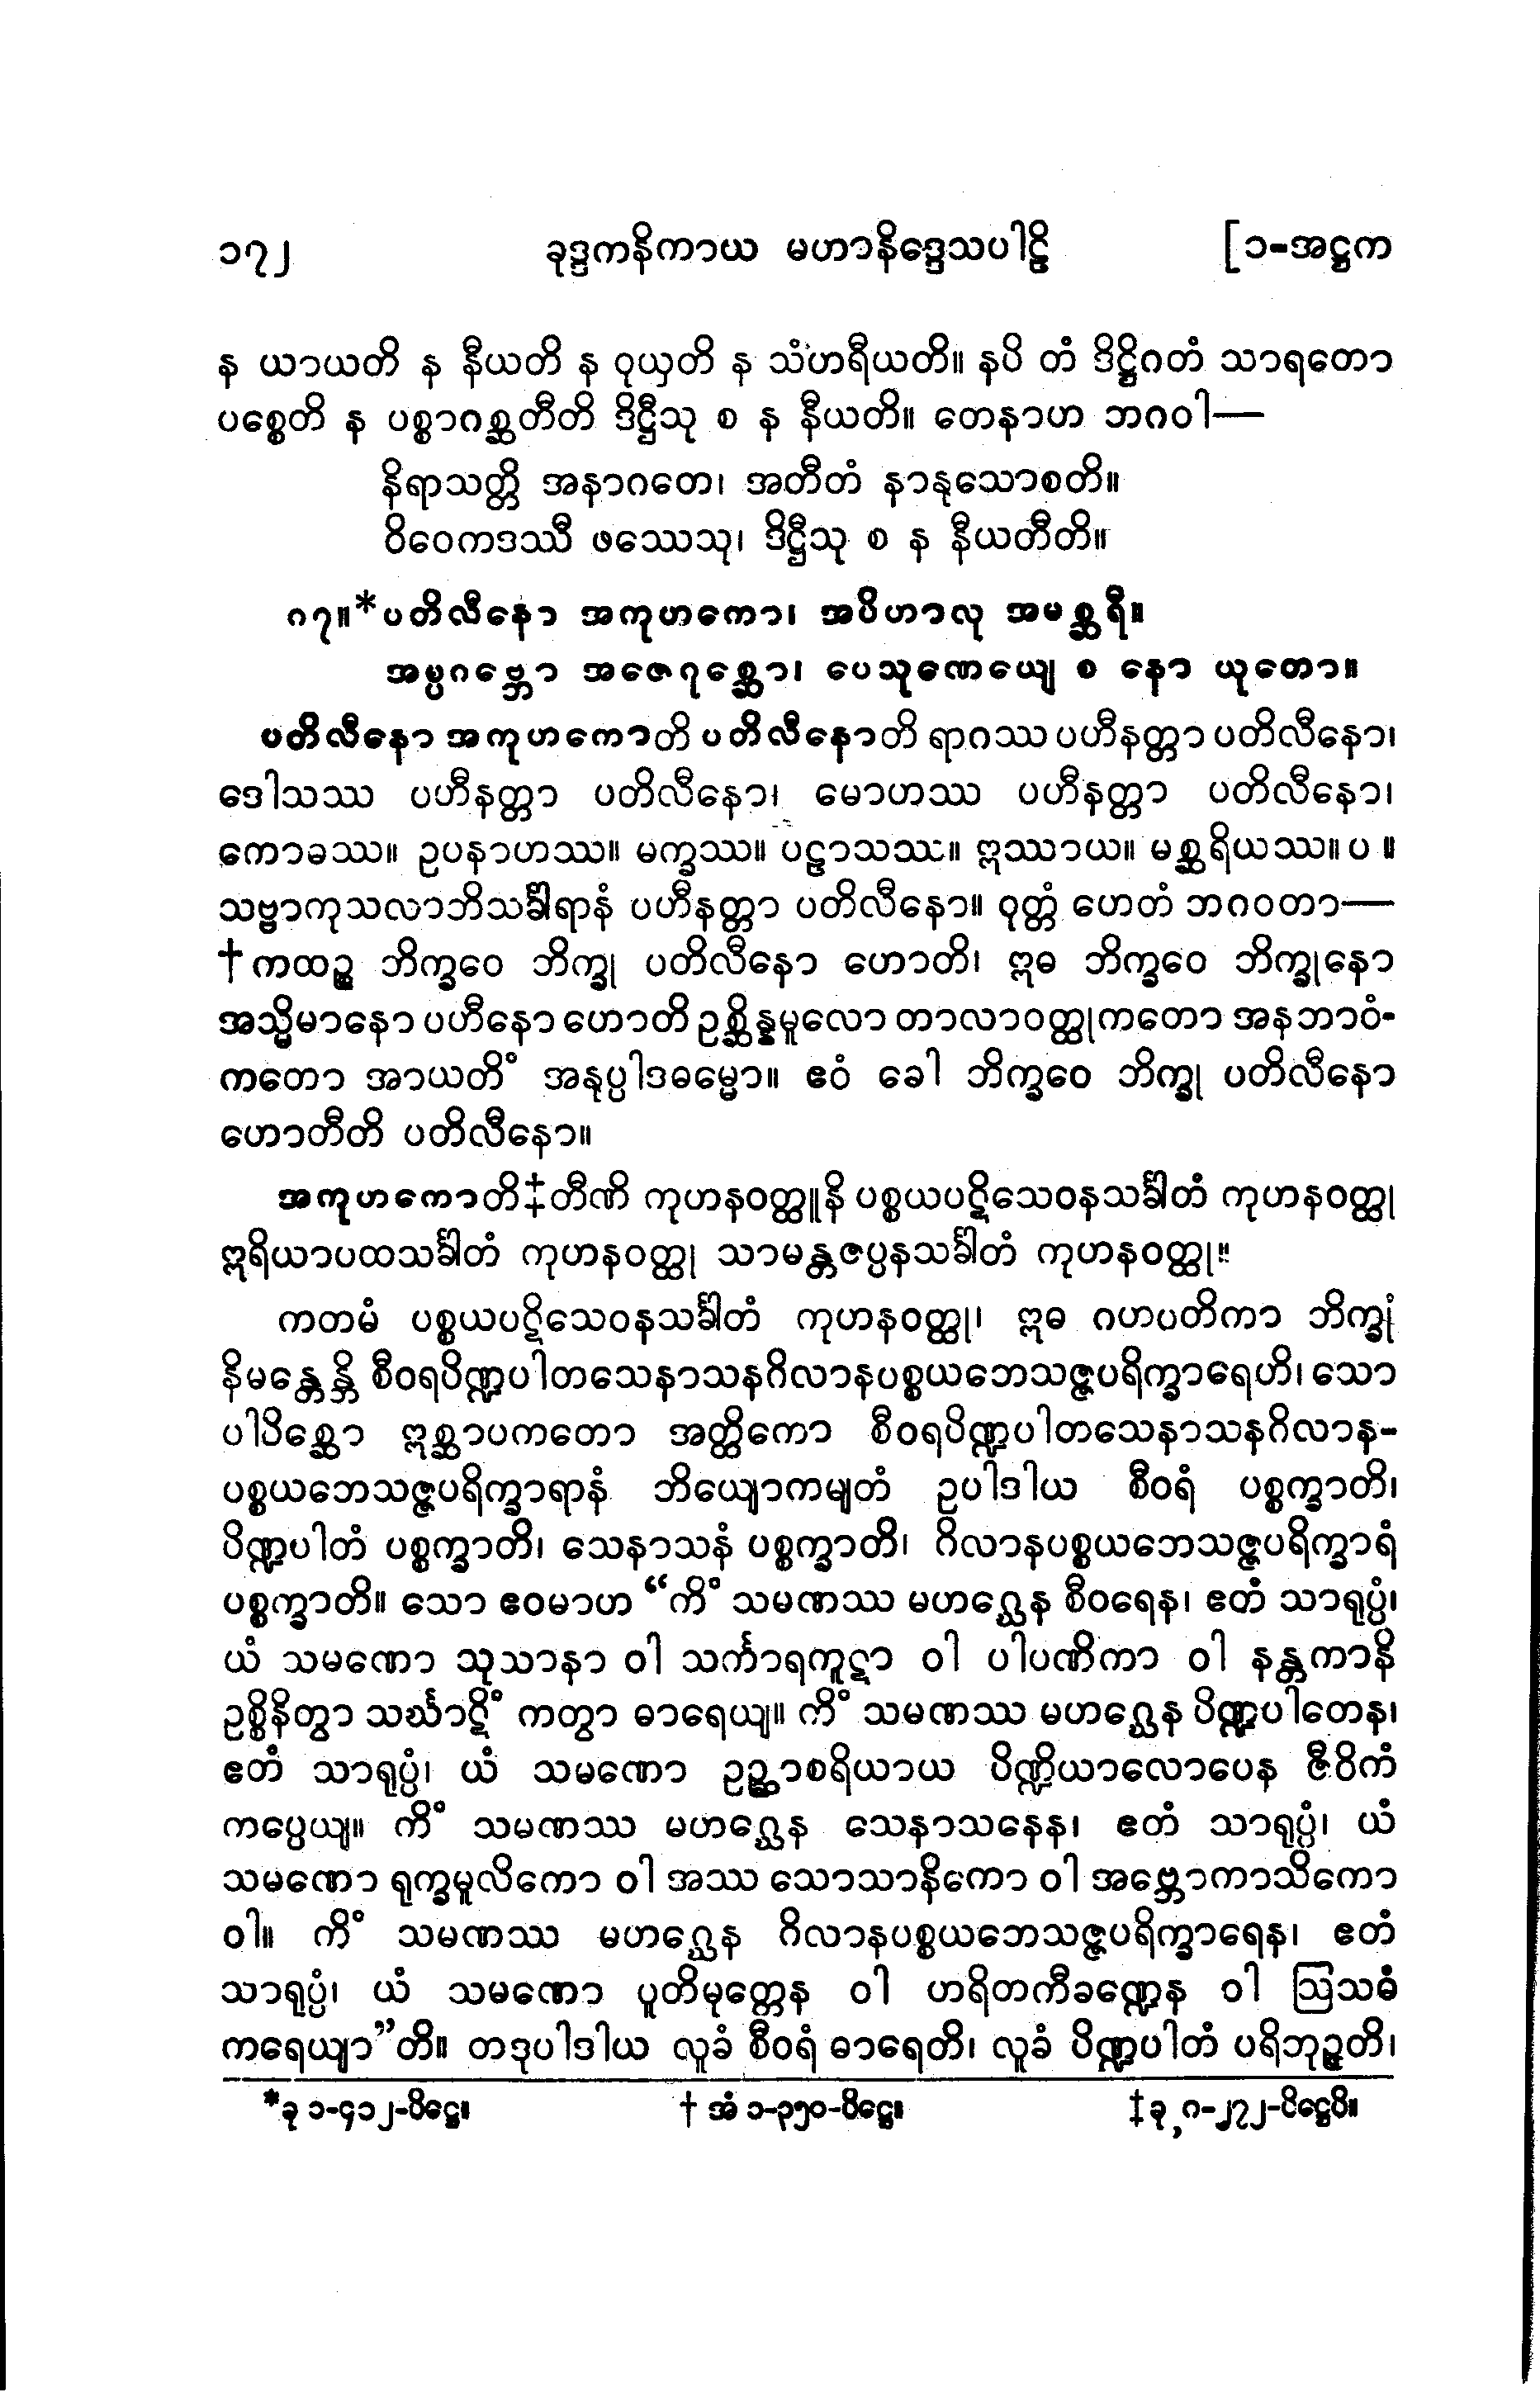 ၁၇၂ ခုဒ္ဒကနိကာယ မဟာနိဒ္ဒေသပါဠိ [၁-အဋ္ဌက
န ယာယတိ န နီယတိ န ဝုယှတိ န သံဟရီယတိ။ နပိ တံ ဒိဋ္ဌိဂတံ သာရတော
ပစ္စေတိ န ပစ္စာဂစ္ဆတီတိ ဒိဋ္ဌီသု စ န နီယတိ။ တေနာဟ ဘဂဝါ—
နိရာသတ္တိ အနာဂတေ၊ အတီတံ နာနုသောစတိ။
ဝိဝေကဒဿီ ဖဿေသု၊ ဒိဋ္ဌီသု စ န နီယတီတိ။
၈၇။*ပတိလီနော အကုဟကော၊ အပိဟာလု အမစ္ဆရီ။
အပ္ပဂဗ္ဘော အဇေဂုစ္ဆော၊ ပေသုဏေယျေ စ နော ယုတော။
ပတိလီနော အကုဟကောတိ ပတိလီနောတိ ရာဂဿ ပဟီနတ္တာ ပတိလီနော၊
ဒေါသဿ ပဟီနတ္တာ ပတိလီနော၊ မောဟဿ ပဟီနတ္တာ ပတိလီနော၊
ကောဓဿ။ ဥပနာဟဿ။ မက္ခဿ။ ပဠာသဿ။ ဣဿာယ။ မစ္ဆရိယဿ။ ပ ။
သဗ္ဗာကုသလာဘိသင်္ခါရာနံ ပဟီနတ္တာ ပတိလီနော။ ဝုတ္တံ ဟေတံ ဘဂဝတာ—
†ကထဉ္စ ဘိက္ခဝေ ဘိက္ခု ပတိလီနော ဟောတိ၊ ဣဓ ဘိက္ခဝေ ဘိက္ခုနော
အသ္မိမာနော ပဟီနော ဟောတိ ဥစ္ဆိန္နမူလော တာလာဝတ္ထုကတော အနဘာဝံ-
ကတော အာယတိံ အနုပ္ပါဒဓမ္မော။ ဧဝံ ခေါ ဘိက္ခဝေ ဘိက္ခု ပတိလီနော
ဟောတီတိ ပတိလီနော။
အကုဟကောတိ‡တီဏိ ကုဟနဝတ္ထူနိ ပစ္စယပဋိသေဝနသင်္ခါတံ ကုဟနဝတ္ထု
ဣရိယာပထသင်္ခါတံ ကုဟနဝတ္ထု သာမန္တဇပ္ပနသင်္ခါတံ ကုဟနဝတ္ထု။
ကတမံ ပစ္စယပဋိသေဝနသင်္ခါတံ ကုဟနဝတ္ထု၊ ဣဓ ဂဟပတိကာ ဘိက္ခုံ
နိမန္တေန္တိ စီဝရပိဏ္ဍပါတသေနာသနဂိလာနပစ္စယဘေသဇ္ဇပရိက္ခာရေဟိ၊ သော
ပါပိစ္ဆော ဣစ္ဆာပကတော အတ္ထိကော စီဝရပိဏ္ဍပါတသေနာသနဂိလာန-
ပစ္စယဘေသဇ္ဇပရိက္ခာရာနံ ဘိယျောကမျတံ ဥပါဒါယ စီဝရံ ပစ္စက္ခာတိ၊
ပိဏ္ဍပါတံ ပစ္စက္ခာတိ၊ သေနာသနံ ပစ္စက္ခာတိ၊ ဂိလာနပစ္စယဘေသဇ္ဇပရိက္ခာရံ
ပစ္စက္ခာတိ။ သော ဧဝမာဟ “ကိံ သမဏဿ မဟဂ္ဃေန စီဝရေန၊ ဧတံ သာရုပ္ပံ၊
ယံ သမဏော သုသာနာ ဝါ သင်္ကာရကူဋာ ဝါ ပါပဏိကာ ဝါ နန္တကာနိ
ဥစ္စိနိတွာ သင်္ဃာဋိံ ကတွာ ဓာရေယျ။ ကိံ သမဏဿ မဟဂ္ဃေန ပိဏ္ဍပါတေန၊
ဧတံ သာရုပ္ပံ၊ ယံ သမဏော ဥဉ္ဆာစရိယာယ ပိဏ္ဍိယာလောပေန ဇီဝိကံ
ကပ္ပေယျ။ ကိံ သမဏဿ မဟဂ္ဃေန သေနာသနေန၊ ဧတံ သာရုပ္ပံ၊ ယံ
သမဏော ရုက္ခမူလိကော ဝါ အဿ သောသာနိကော ဝါ အဗ္ဘောကာသိကော
ဝါ။ ကိံ သမဏဿ မဟဂ္ဃေန ဂိလာနပစ္စယဘေသဇ္ဇပရိက္ခာရေန၊ ဧတံ
သာရုပ္ပံ၊ ယံ သမဏော ပူတိမုတ္တေန ဝါ ဟရိတကီခဏ္ဍေန ဝါ ဩသဓံ
ကရေယျာ”တိ။ တဒုပါဒါယ လူခံ စီဝရံ ဓာရေတိ၊ လူခံ ပိဏ္ဍပါတံ ပရိဘုဉ္ဇတိ၊
*ခု ၁-၄၁၂-ပိဋ္ဌေ။ † အံ ၁-၃၅၀-ပိဋ္ဌေ။ ‡ခု ၈-၂၇၂-ပိဋ္ဌေပိ။